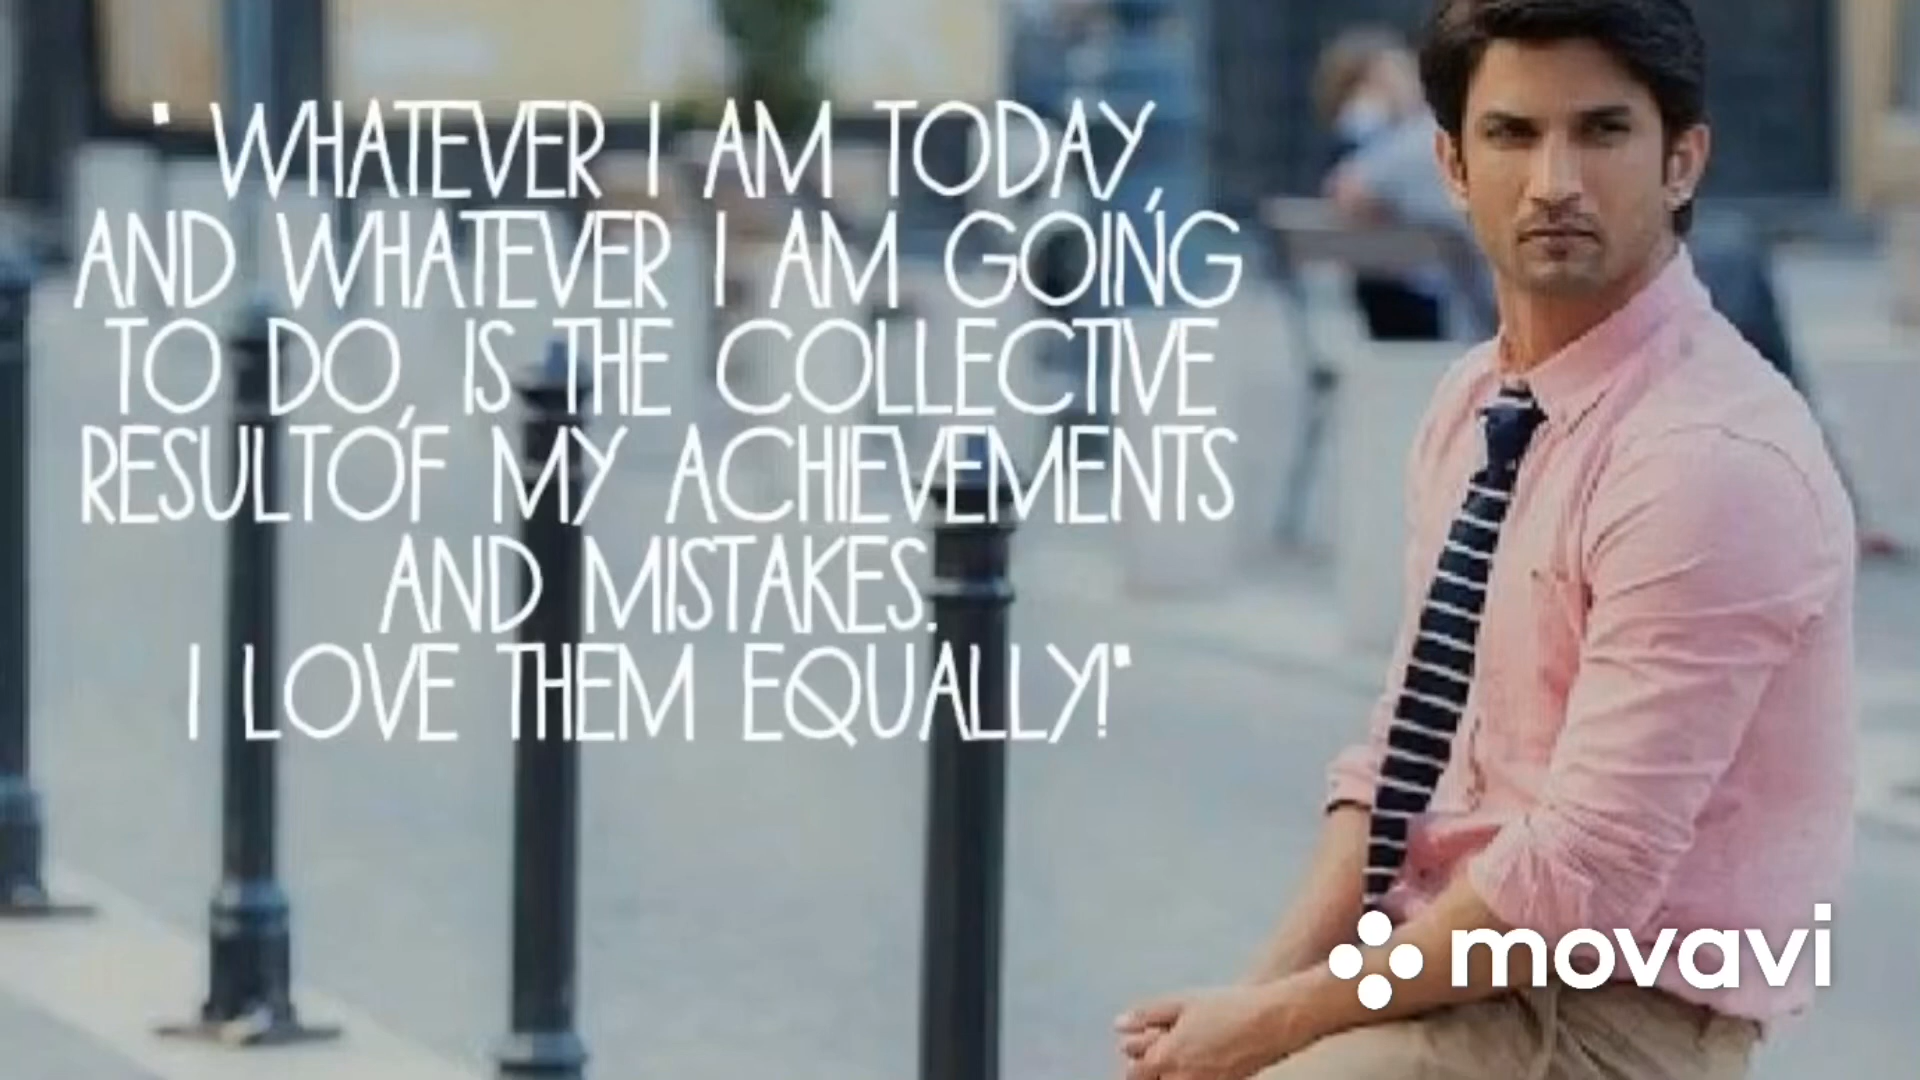 " WHATEVER I AM TODAY,
AND WHATEVER I AM GOING
TO DO, IS THE COLLECTIVE
RESULTOF MY ACHIEVEMENTS
AND MISTAKES.
I LOVE THEM EQUALLY!"
movavi